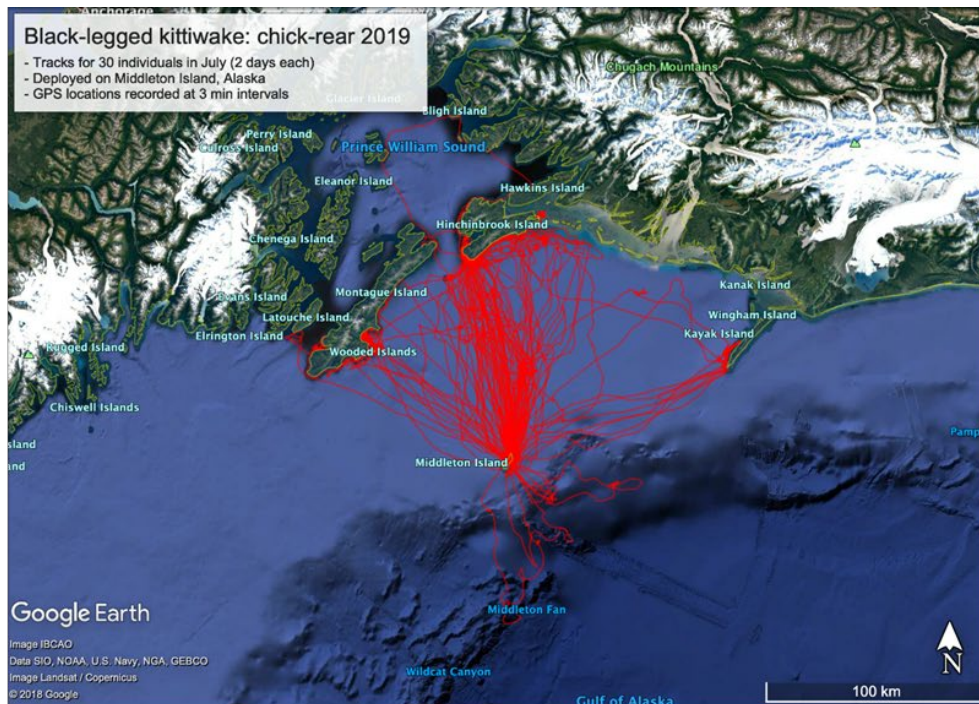 Anchorage
Black-legged kittiwake: chick-rear 2019
- Tracks for 30 individuals in July (2 days each)
- Deployed on Middleton Island, Alaska
- GPS locations recorded at 3 min intervals
Chugach Mountains
Glacier Island
Bligh Island
Perry Island
Culross Island
Prince William Sound
Eleanor Island
Hawkins Island
Hinchinbrook Island
Chenega Island
Montague Island
Kanak Island
Evans Island
Latouche Island
Wingham Island
Elrington Island
Kayak Island
Rugged Island
Wooded Islands
Chiswell Islands
Island
and
Pamp
Middleton Island
Google Earth
Middleton Fan
Image IBCAO
Data SIO, NOAA, U.S. Navy, NGA, GEBCO
Image Landsat / Copernicus
© 2018 Google
Wildcat Canyon
N
Gulf of Alaska
100 km